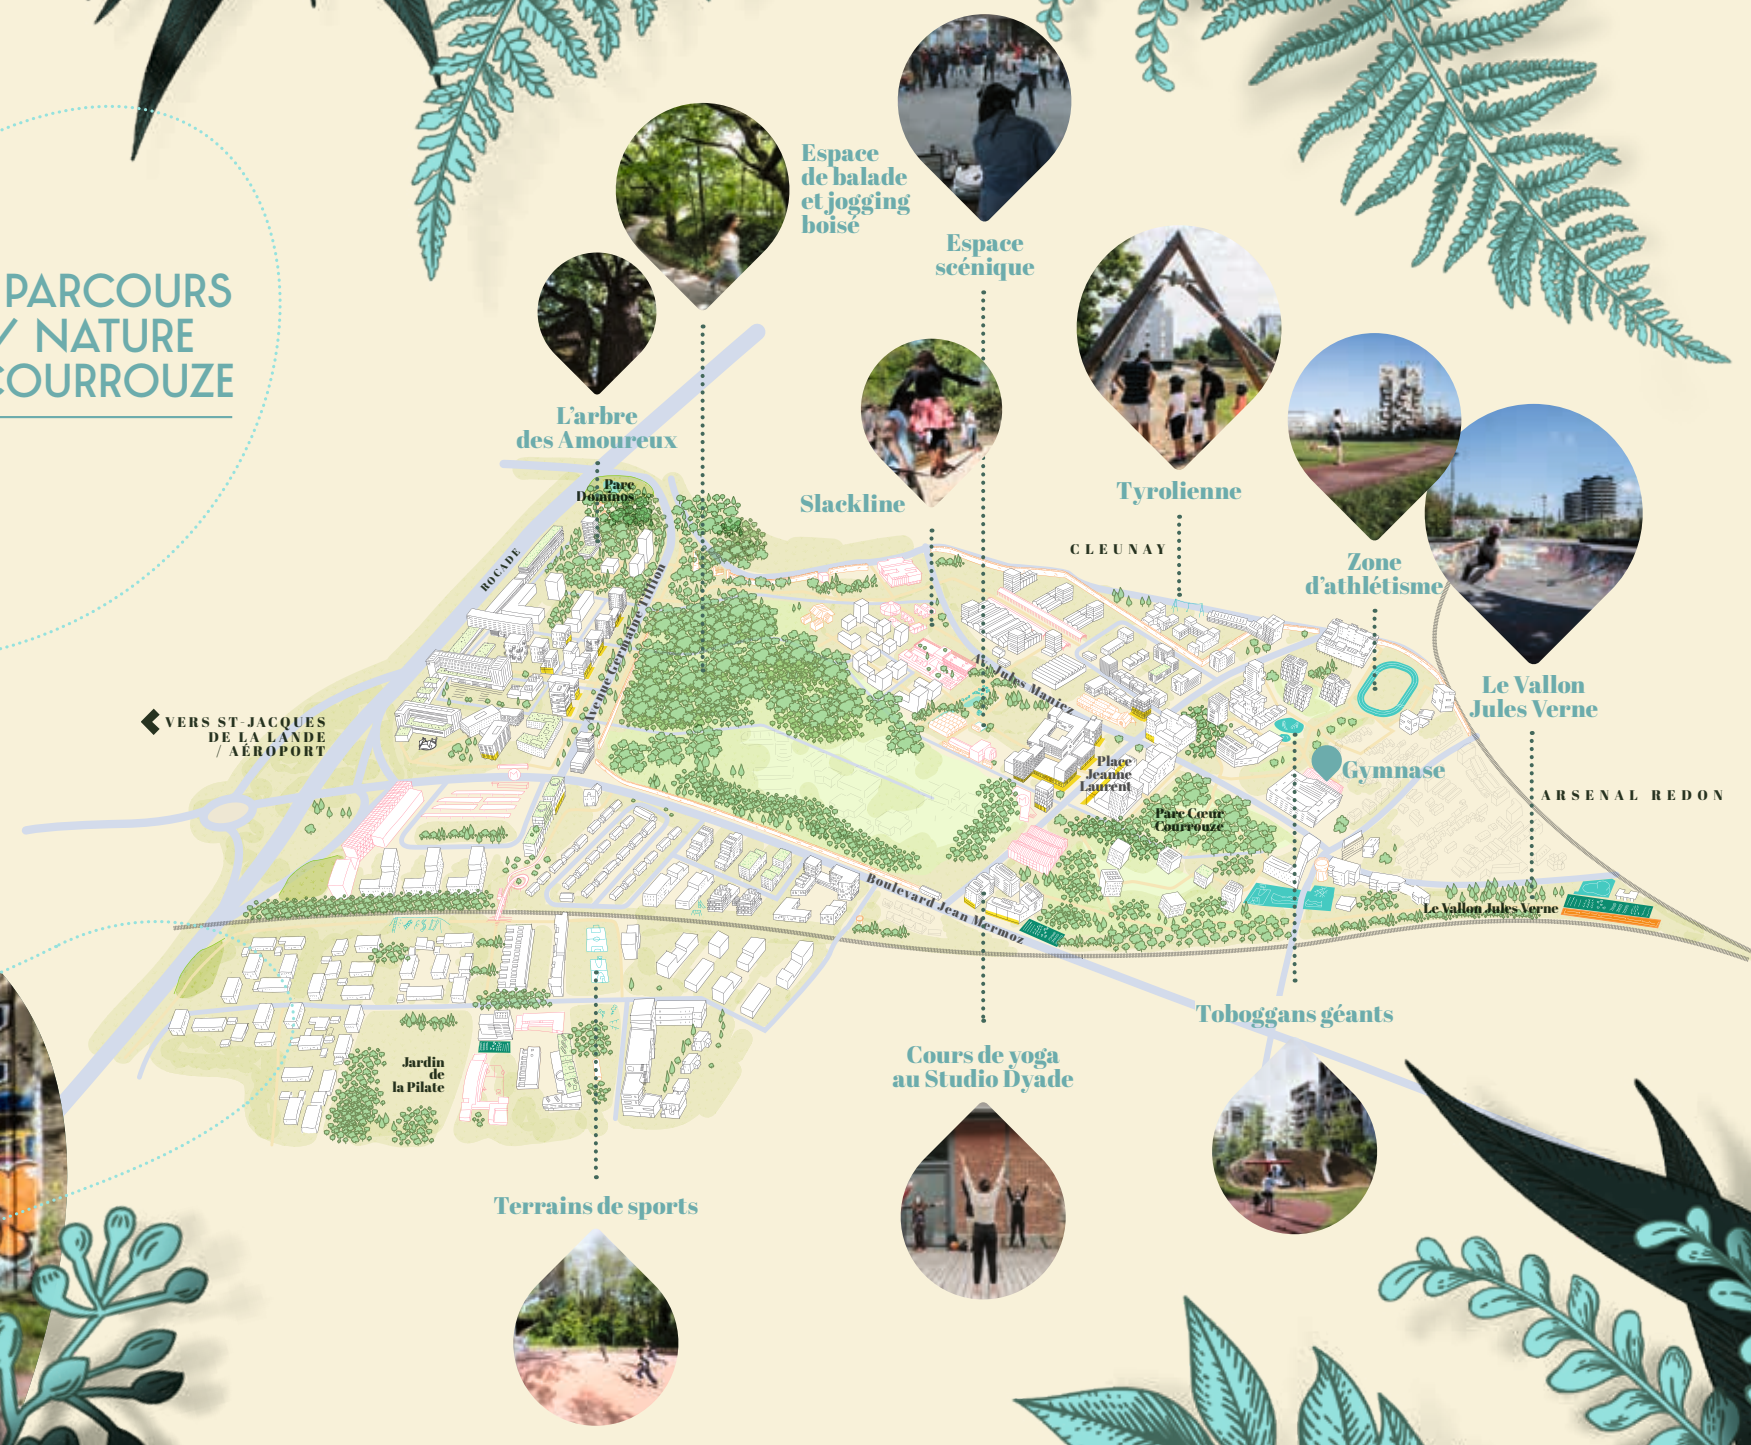 PARCOURS
/ NATURE
COURROUZE
Espace
de balade
et jogging
boisé
Espace
scénique
L'arbre
des Amoureux
Slackline
Tyrolienne
Zone
d'athlétisme
Le Vallon
Jules Verne
Parc
Dominos
ROCADE
CLEUNAY
Avenue Germaine Tillion
Av. Jules Maniez
VERS ST-JACQUES
DE LA LANDE
/ AÉROPORT
Place
Jeanne
Laurent
Gymnase
ARSENAL REDON
Parc Cœur
Courrouze
Boulevard Jean Mermoz
Le Vallon Jules Verne
Jardin
de
la Pilate
Toboggans géants
Cours de yoga
au Studio Dyade
Terrains de sports